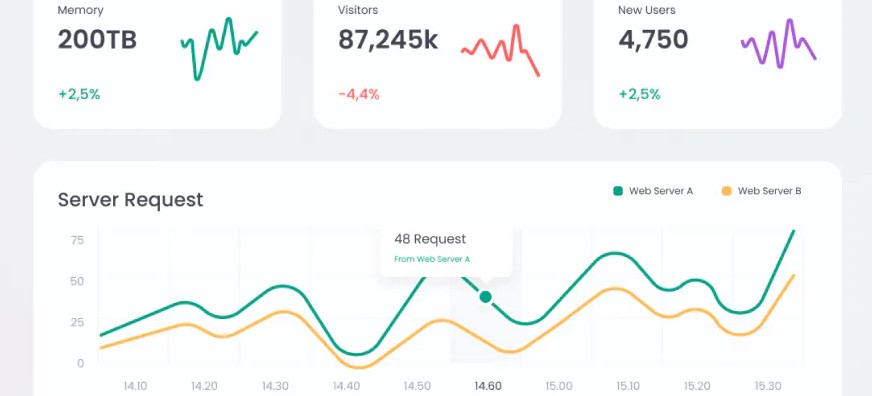 Memory
200TB
+2,5%
Visitors
87,245k
-4,4%
New Users
4,750
+2,5%
Server Request
Web Server A
Web Server B
48 Request
From Web Server A
75
50
25
0
14.10 14.20 14.30 14.40 14.50 14.60 15.00 15.10 15.20 15.30